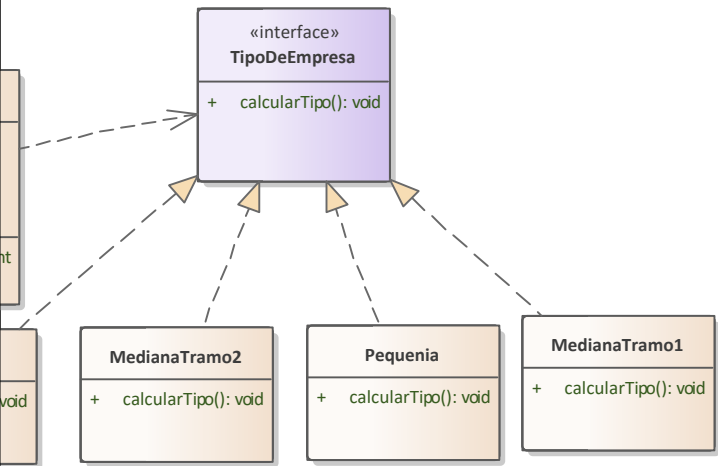 «interface»
TipoDeEmpresa
+ calcularTipo(): void
nt
void
MedianaTramo2
+ calcularTipo(): void
Pequenia
+ calcularTipo(): void
MedianaTramo1
+ calcularTipo(): void